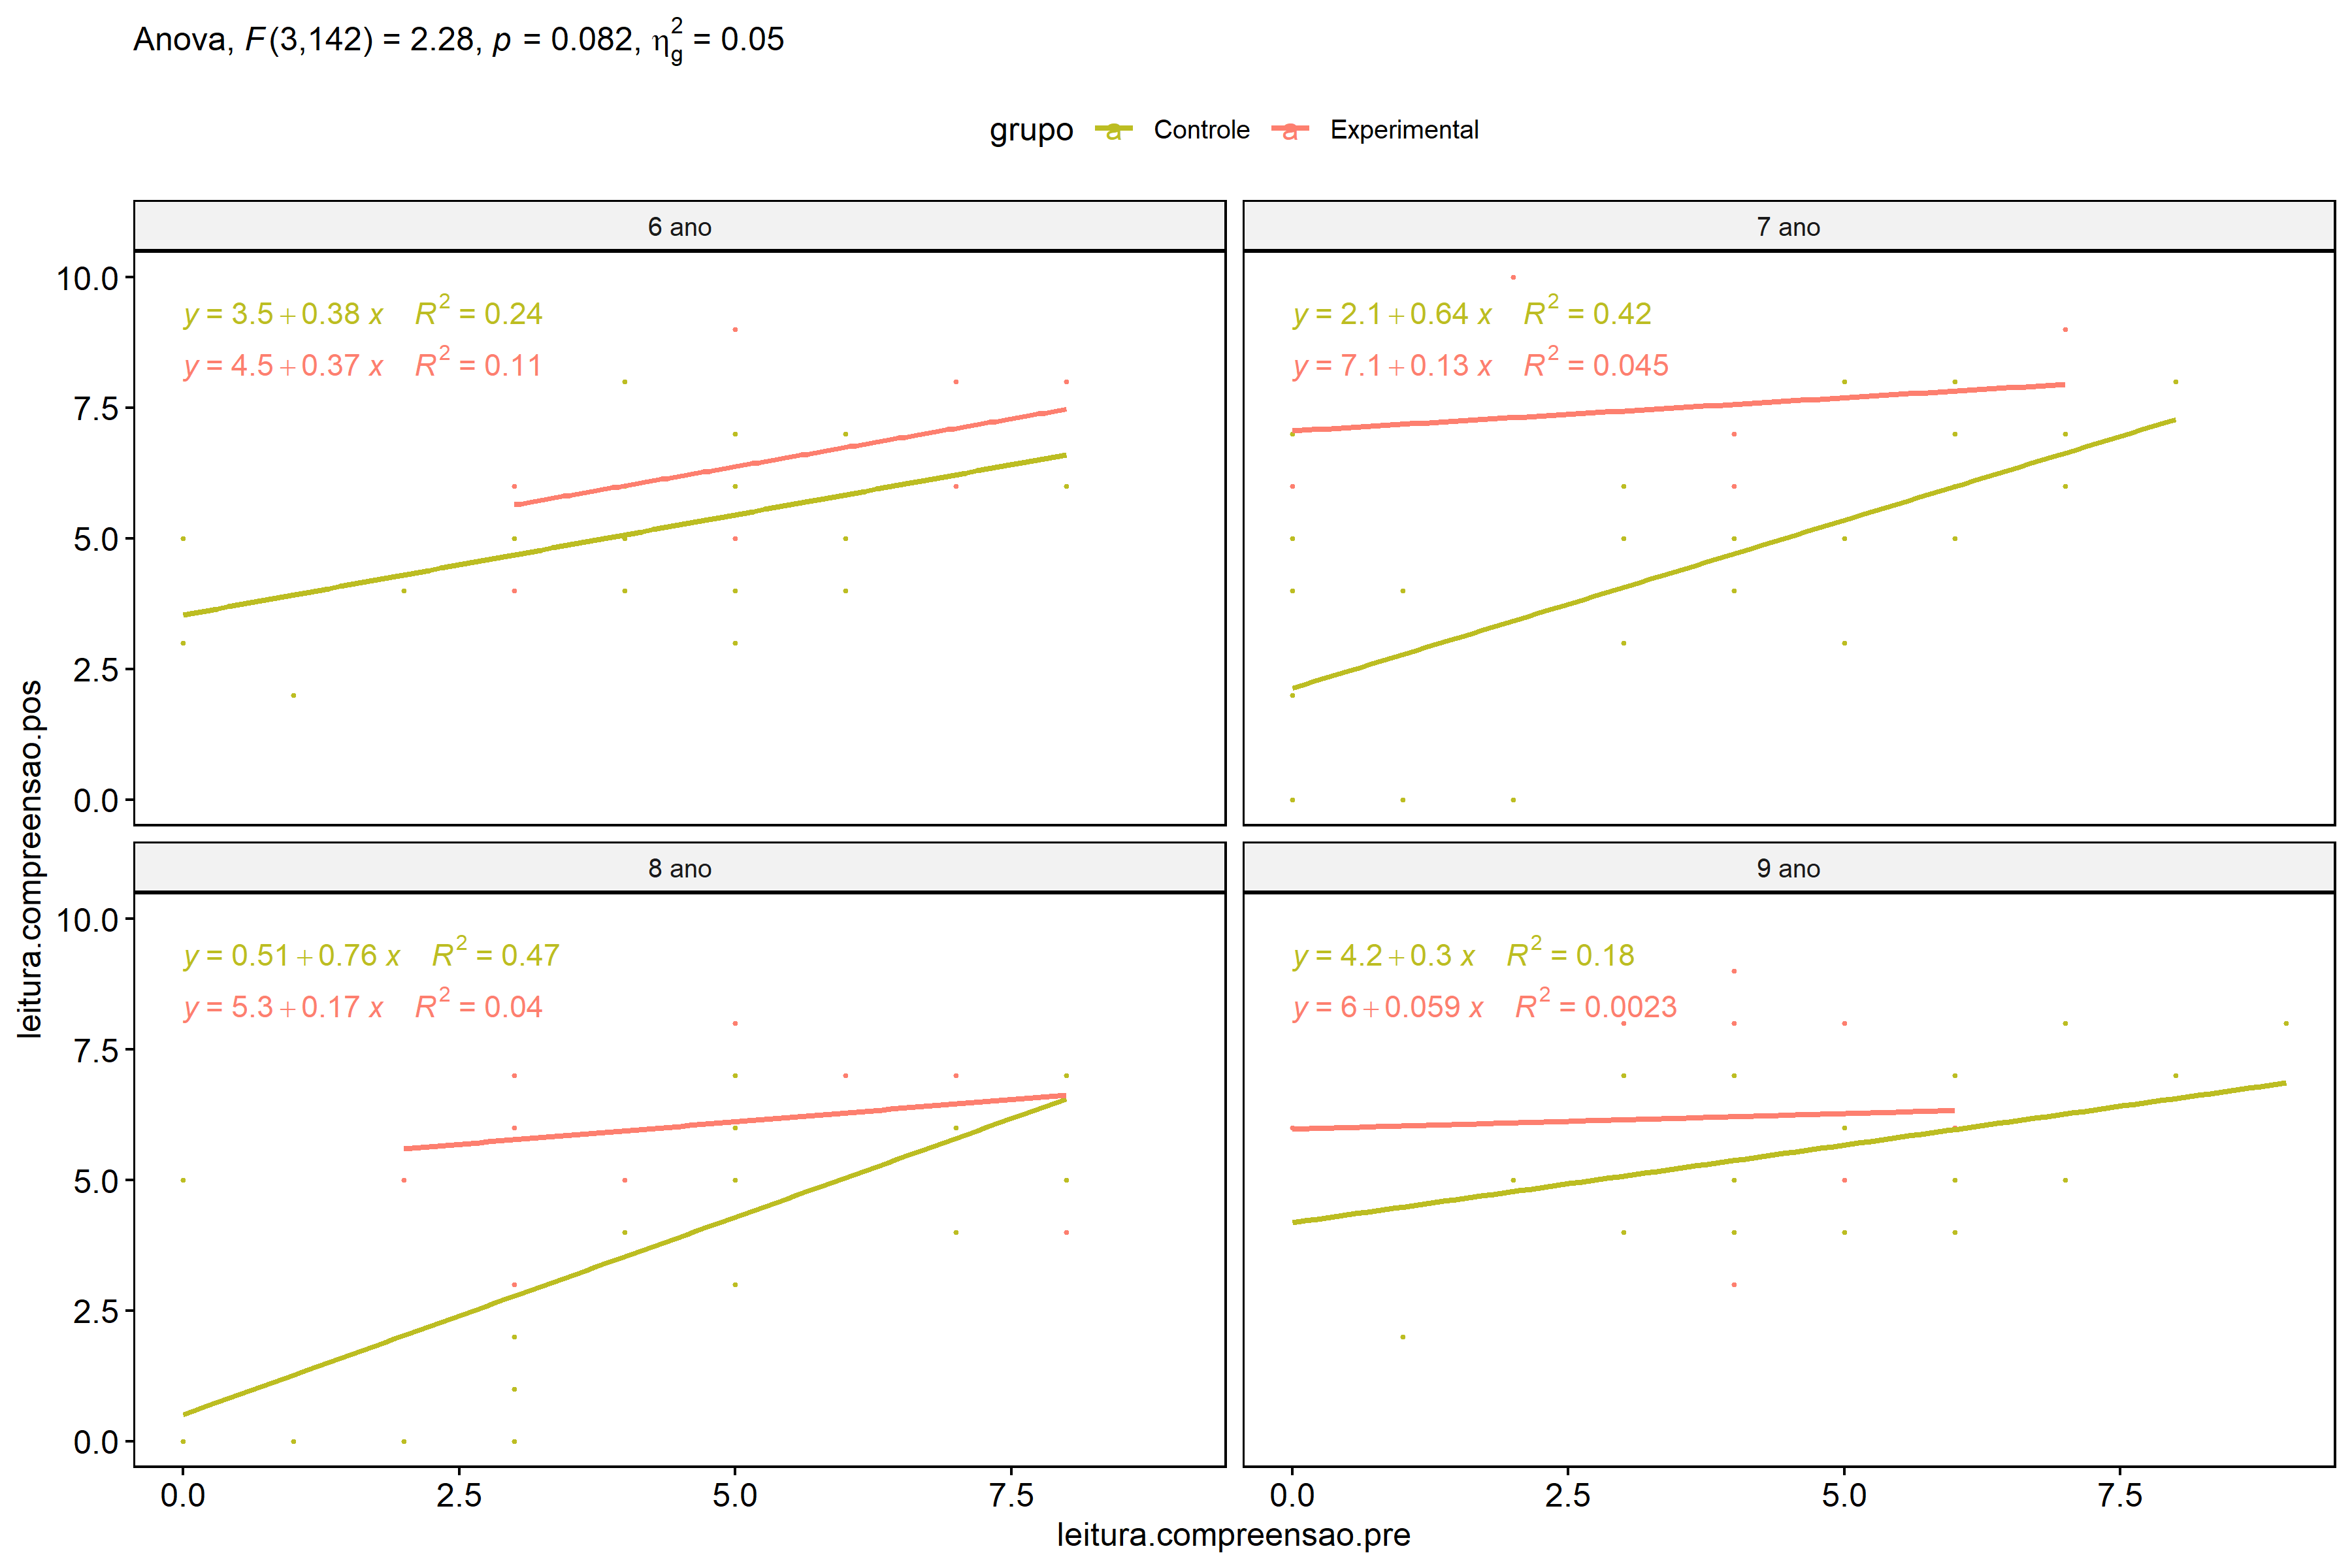 Anova, F(3,142) = 2.28, p = 0.082, η²g = 0.05
grupo a Controle a Experimental
6 ano
7 ano
10.0
7.5
5.0
2.5
0.0
y = 3.5 + 0.38 x R² = 0.24
y = 4.5 + 0.37 x R² = 0.11
y = 2.1 + 0.64 x R² = 0.42
y = 7.1 + 0.13 x R² = 0.045
8 ano
9 ano
10.0
7.5
5.0
2.5
0.0
y = 0.51 + 0.76 x R² = 0.47
y = 5.3 + 0.17 x R² = 0.04
y = 4.2 + 0.3 x R² = 0.18
y = 6 + 0.059 x R² = 0.0023
0.0 2.5 5.0 7.5
0.0 2.5 5.0 7.5
leitura.compreensao.pre
leitura.compreensao.pos